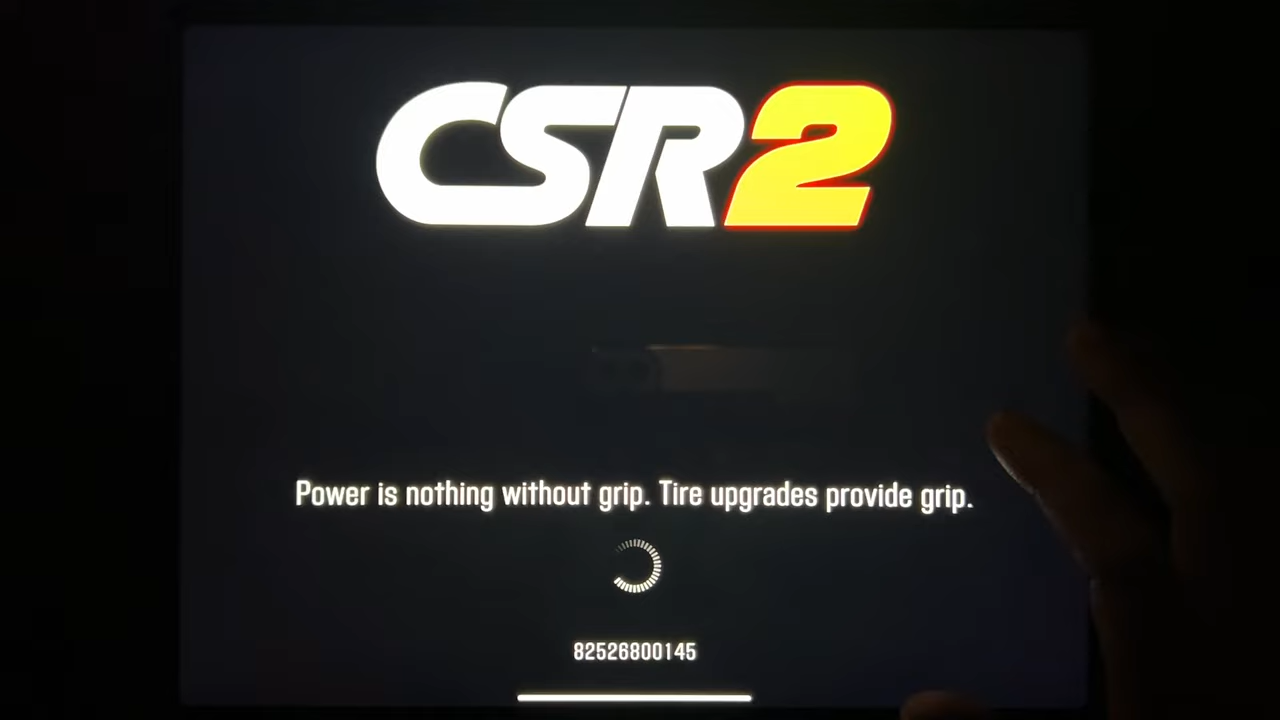 CSR2
Power is nothing without grip. Tire upgrades provide grip.
82526800145